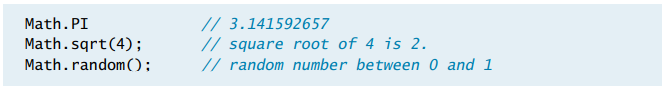 Math.PI // 3.141592657
Math.sqrt(4); // square root of 4 is 2.
Math.random(); // random number between 0 and 1